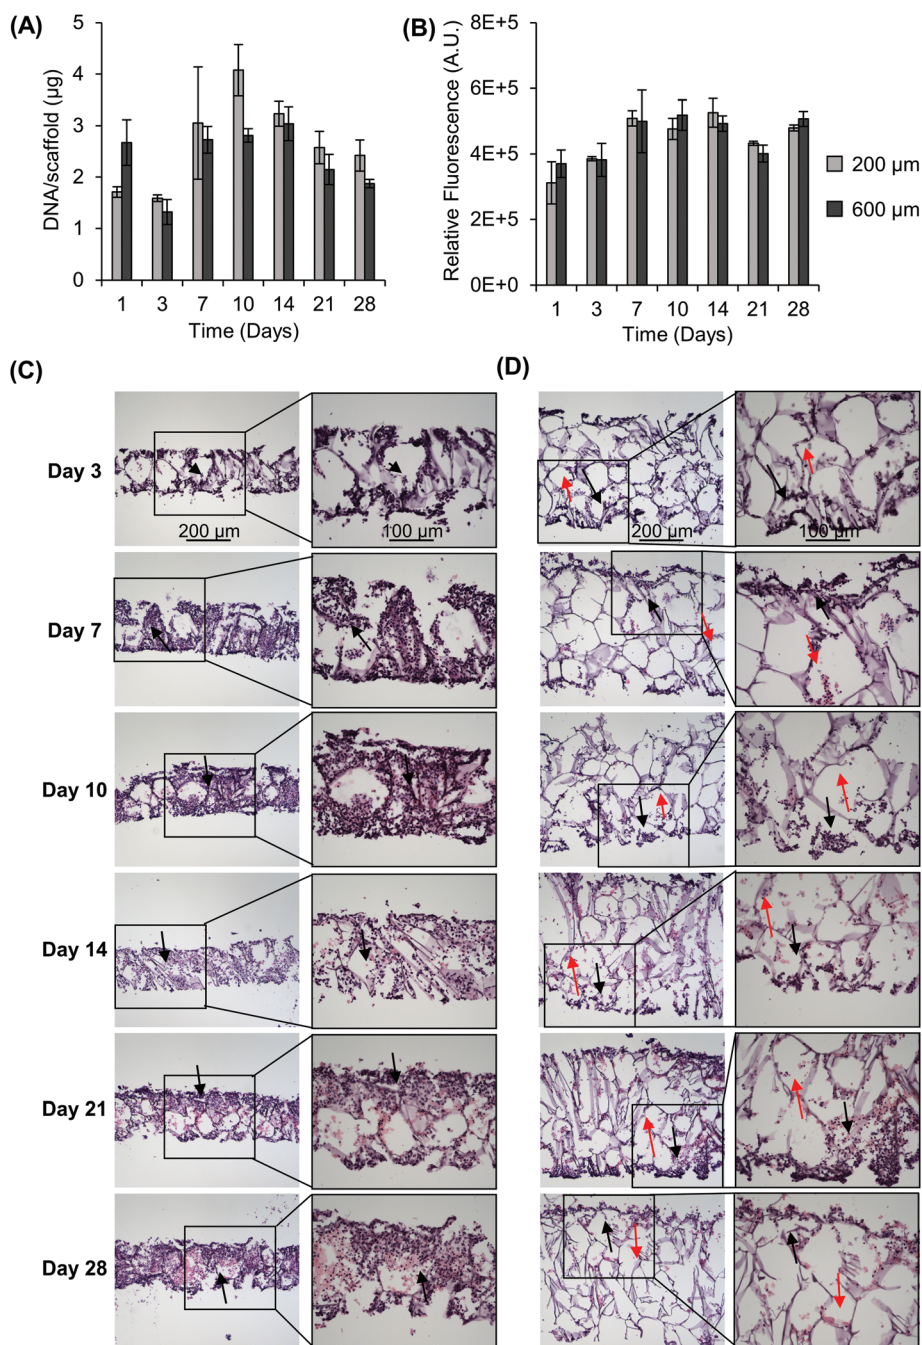 (A)
DNA/scaffold (µg)
5
4
3
2
1
0
1 3 7 10 14 21 28
Time (Days)
(B)
Relative Fluorescence (A.U.)
8E+5
6E+5
4E+5
2E+5
0E+0
1 3 7 10 14 21 28
Time (Days)
200 µm
600 µm
(C)
(D)
Day 3
200 µm
100 µm
200 µm
100 µm
Day 7
Day 10
Day 14
Day 21
Day 28